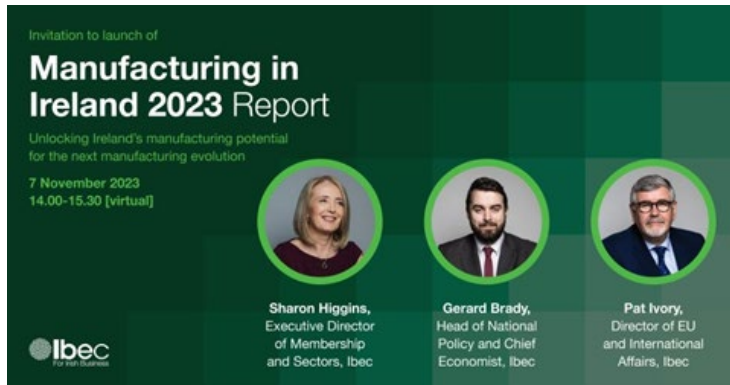 Invitation to launch of
Manufacturing in
Ireland 2023 Report
Unlocking Ireland's manufacturing potential
for the next manufacturing evolution
7 November 2023
14.00-15.30 [virtual]
Sharon Higgins,
Executive Director
of Membership
and Sectors, Ibec
Gerard Brady,
Head of National
Policy and Chief
Economist, Ibec
Pat Ivory,
Director of EU
and International
Affairs, Ibec
Ibec
For Irish Business